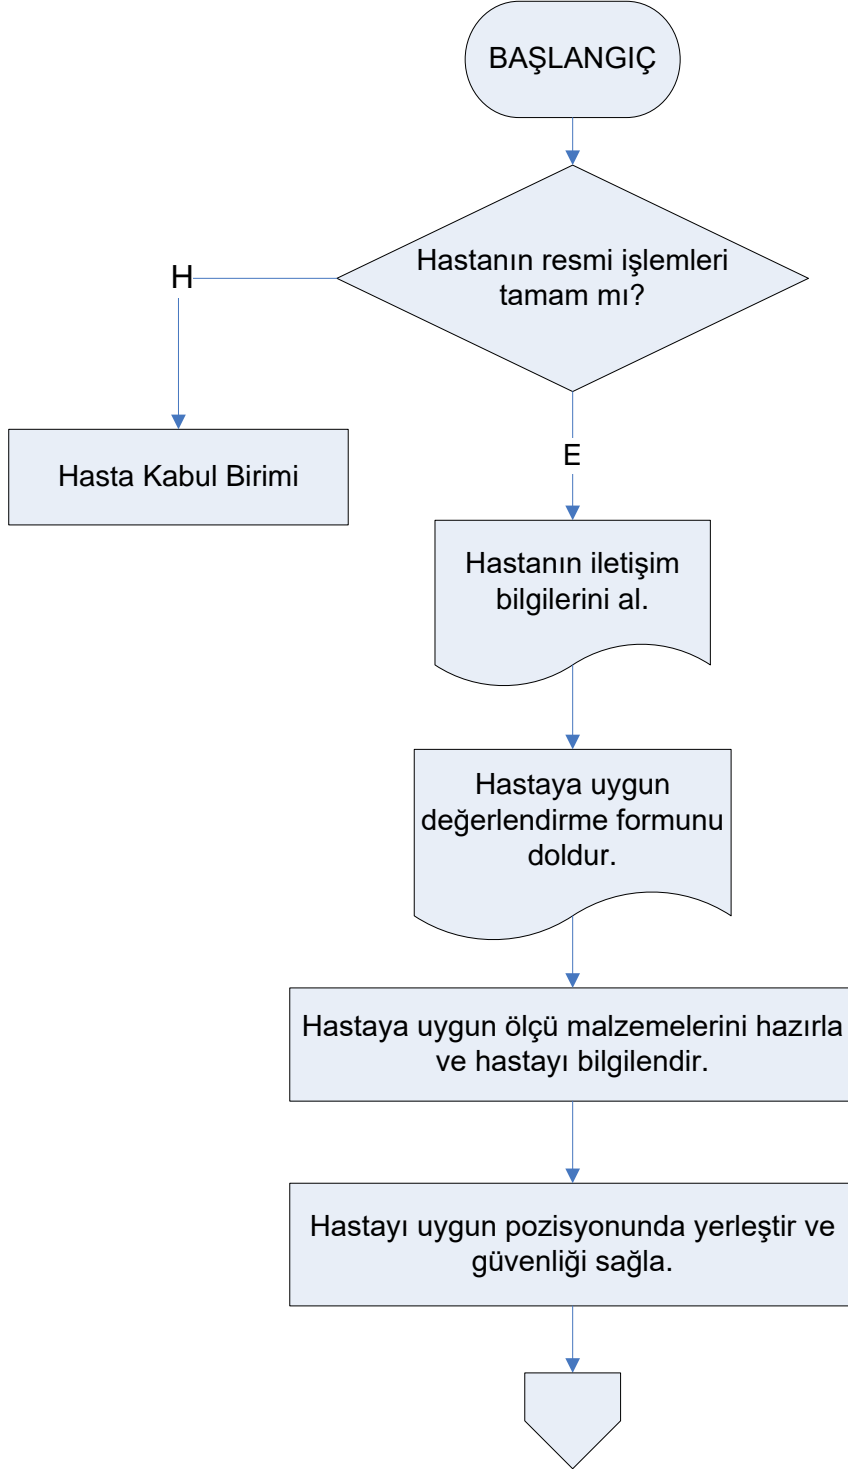 BAŞLANGIÇ
Hastanın resmi işlemleri
tamam mı?
H
E
Hasta Kabul Birimi
Hastanın iletişim
bilgilerini al.
Hastaya uygun
değerlendirme formunu
doldur.
Hastaya uygun ölçü malzemelerini hazırla
ve hastayı bilgilendir.
Hastayı uygun pozisyonunda yerleştir ve
güvenliği sağla.